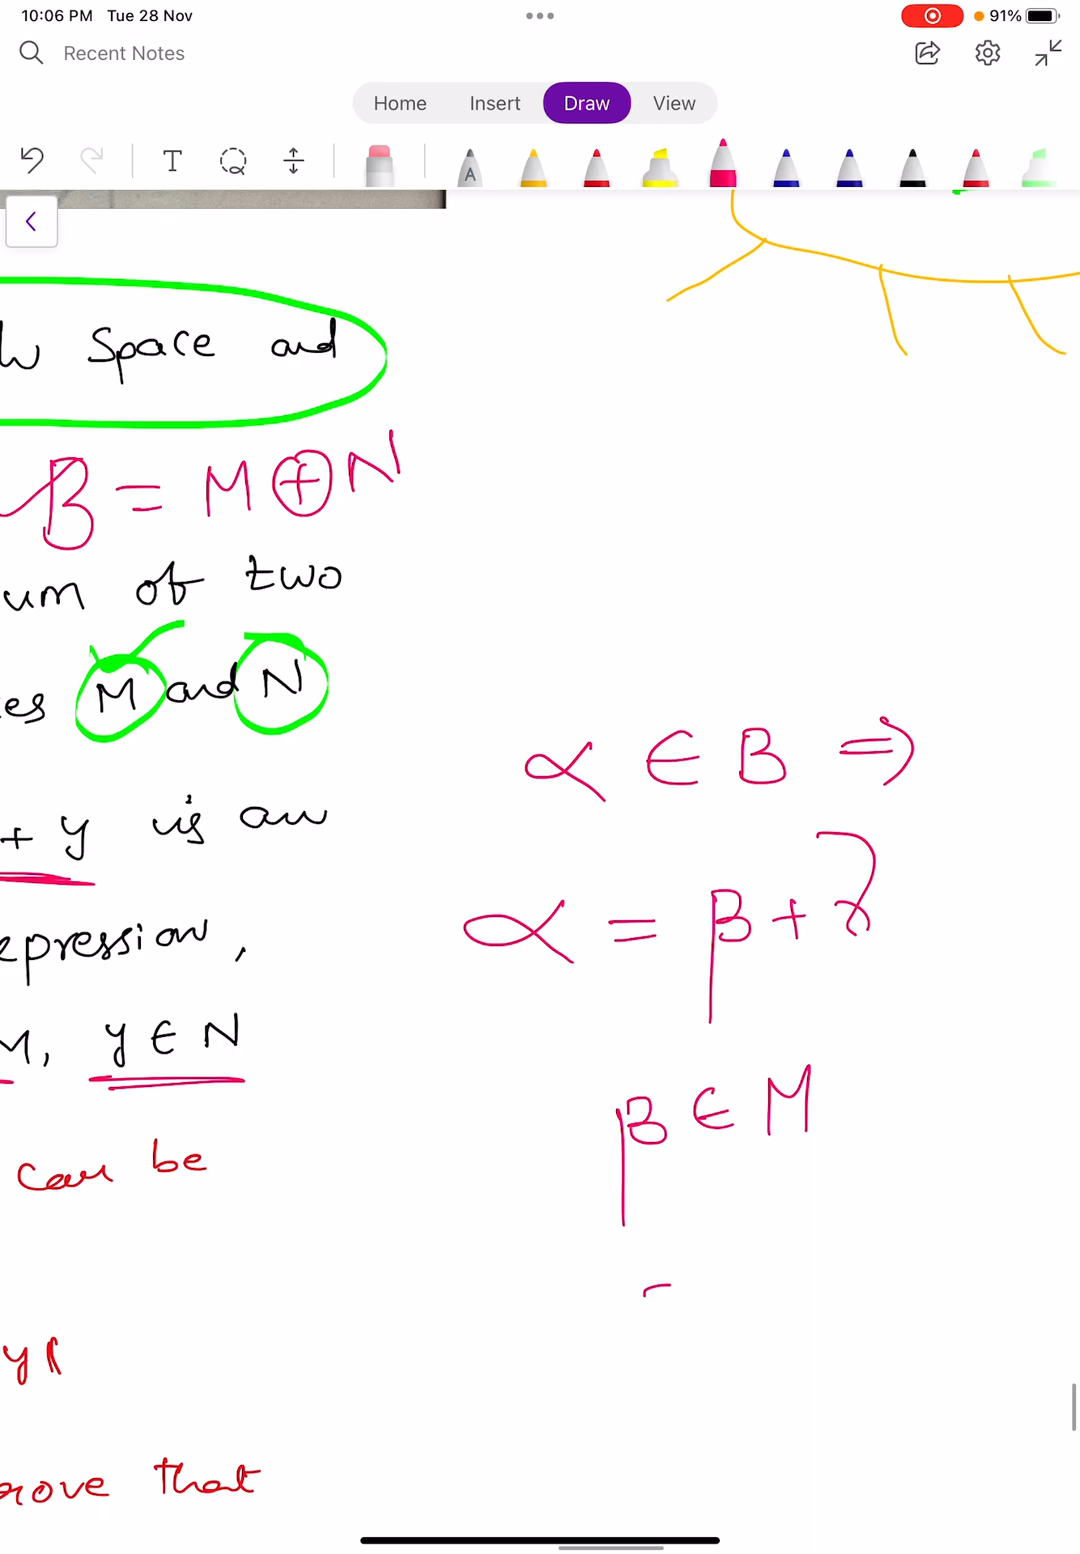 10:06 PM Tue 28 Nov
91%
Recent Notes
Home Insert Draw View
T
A
Space and
B = M ⊕ N
um of two
es M and N
+ y is an
pression,
M, y ∈ N
can be
y
rove that
α ∈ B ⇒
α = β + γ
β ∈ M